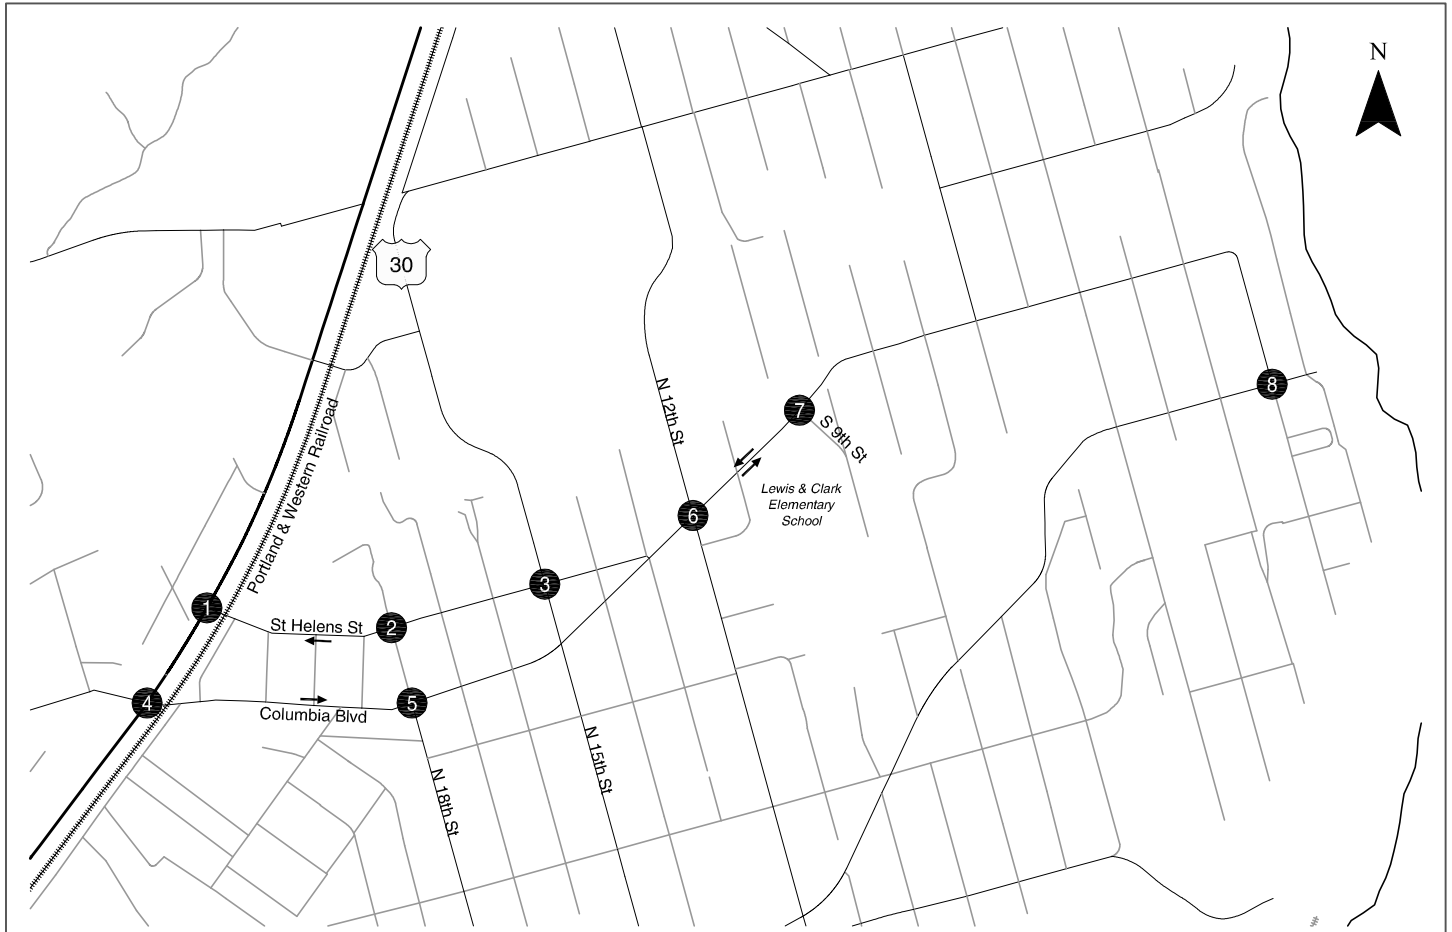 N
30
8
N 12th St
7
S 9th St
Portland & Western Railroad
Lewis & Clark
Elementary
School
6
3
1
St Helens St
2
4
5
Columbia Blvd
N 15th St
N 18th St